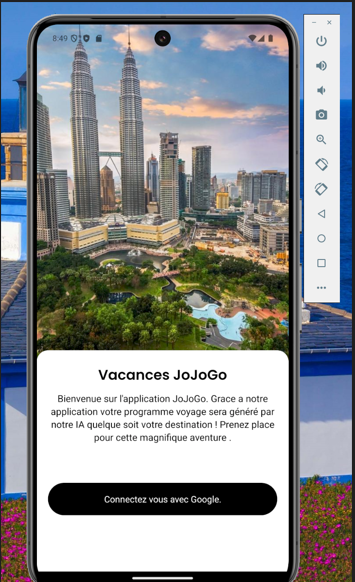 8:49
Vacances JoJoGo
Bienvenue sur l'application JoJoGo. Grace a notre
application votre programme voyage sera généré par
notre IA quelque soit votre destination ! Prenez place
pour cette magnifique aventure .
Connectez vous avec Google.